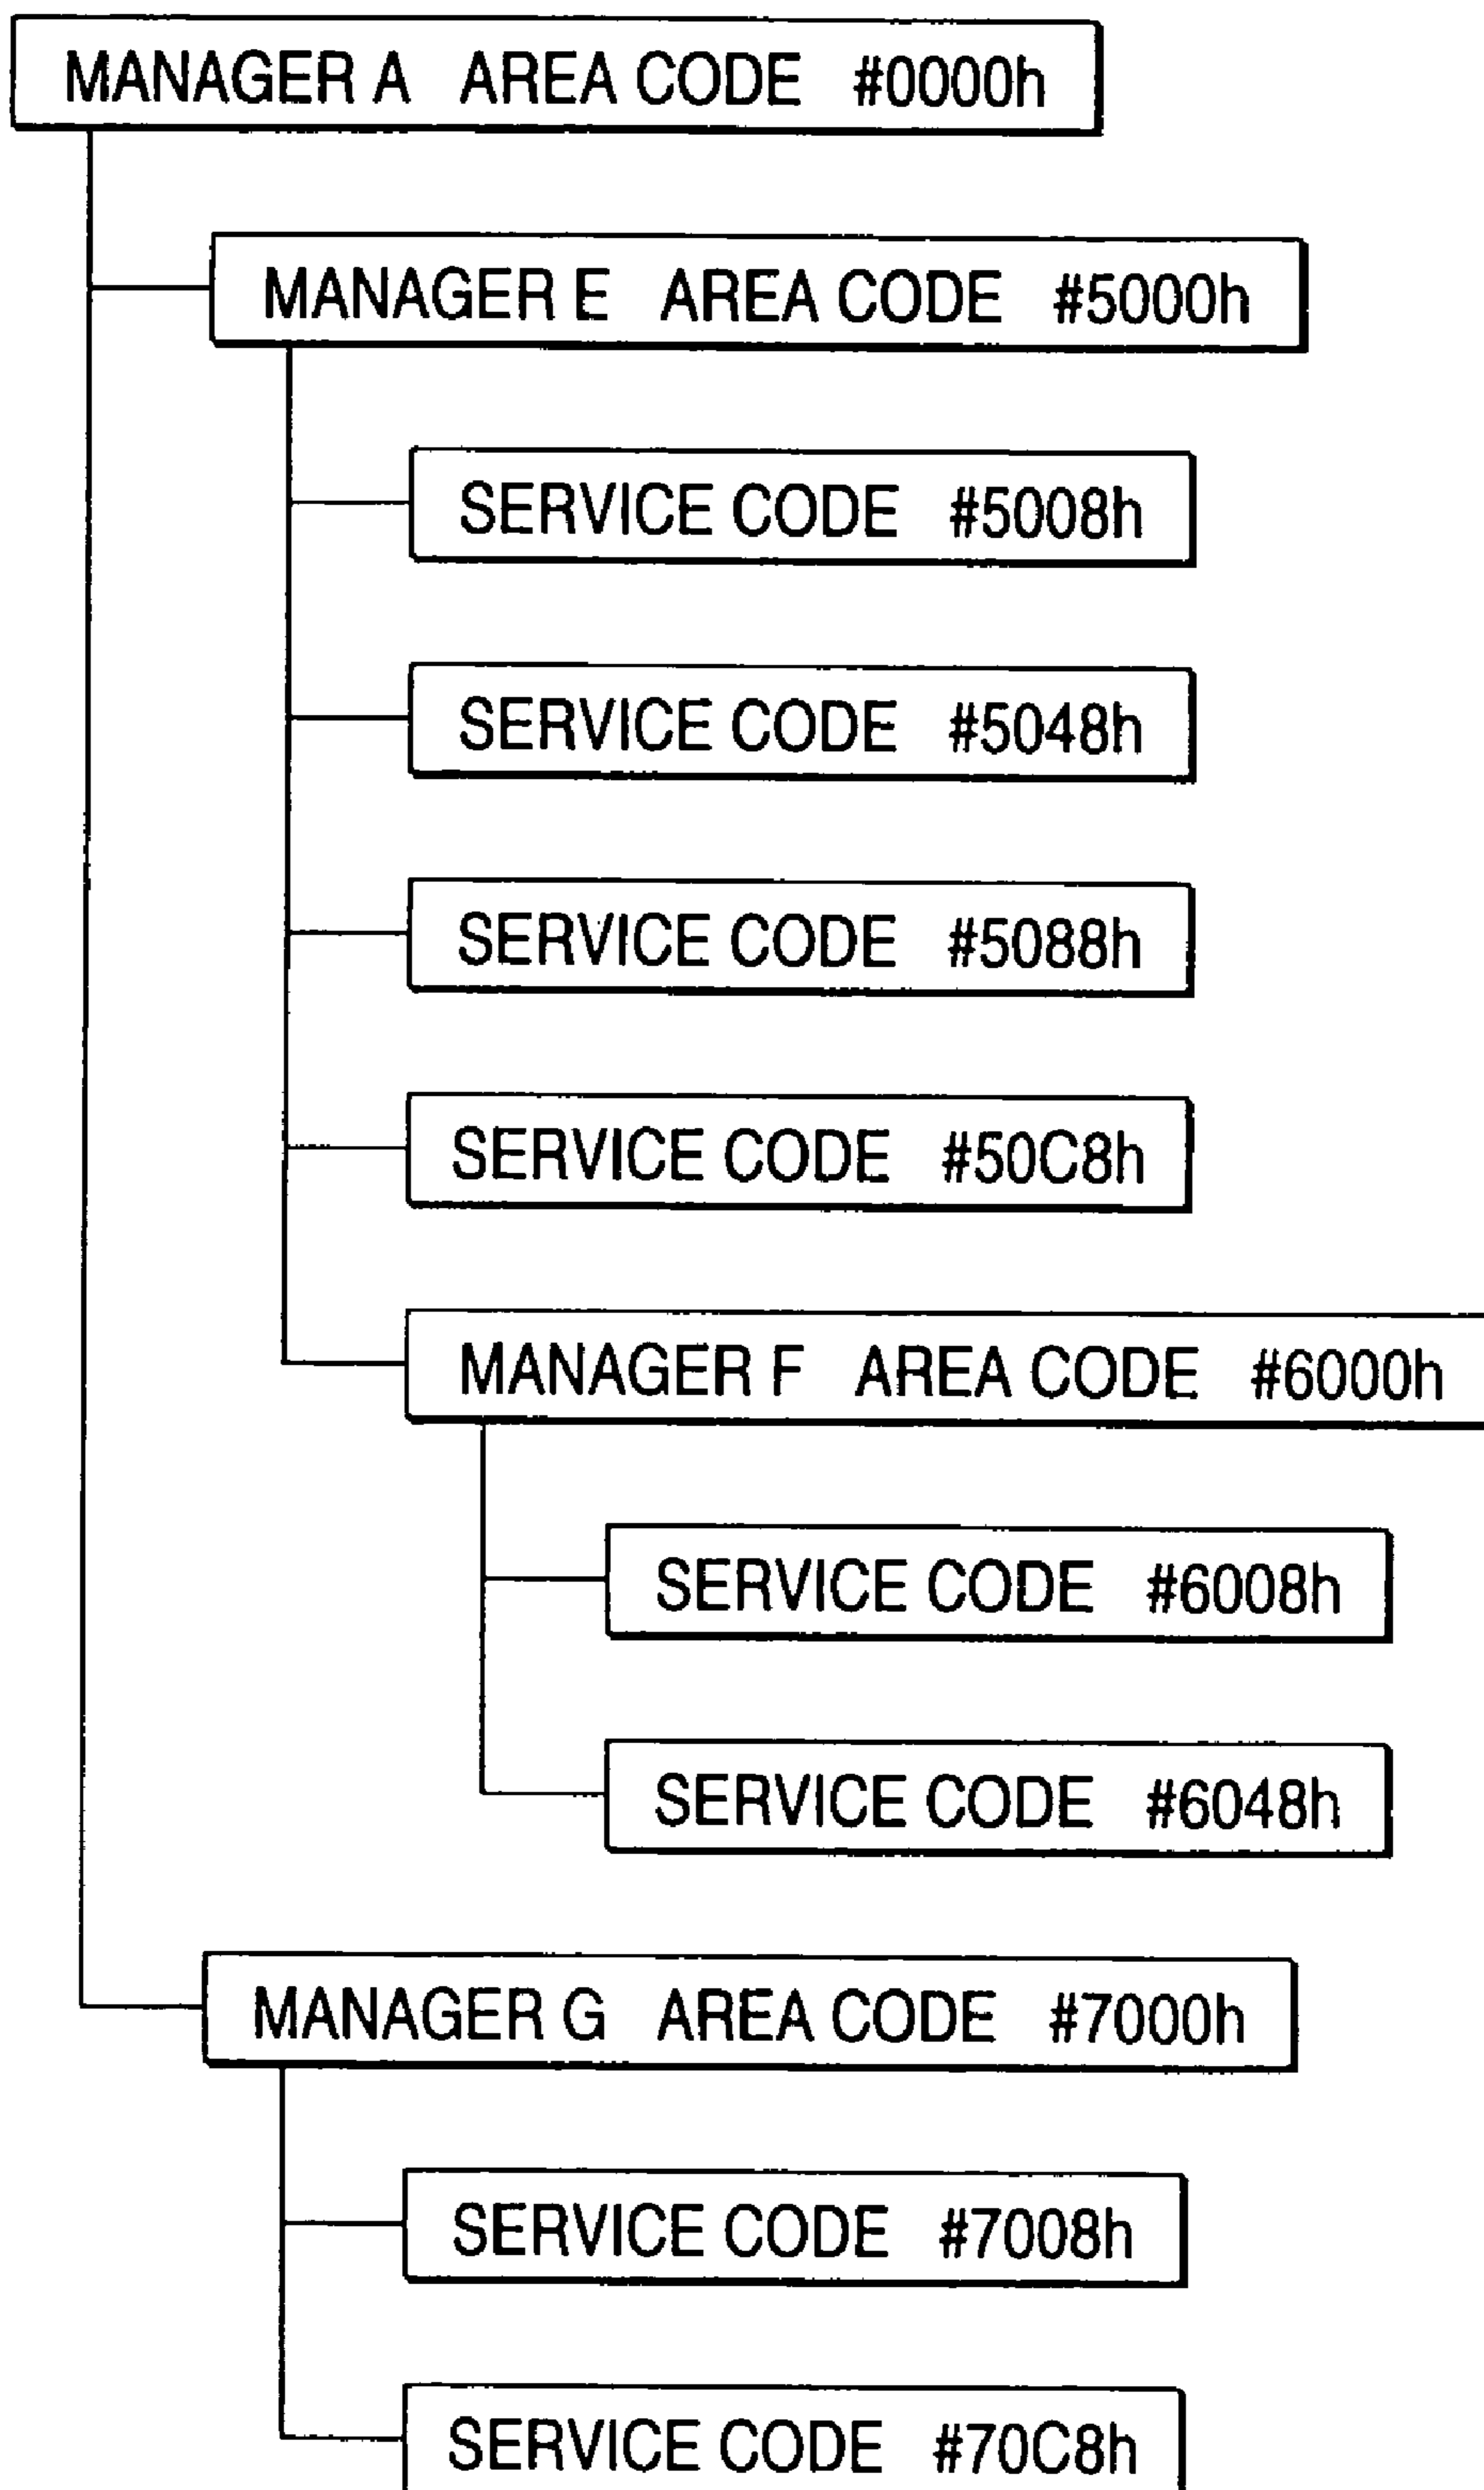 MANAGER A AREA CODE #0000h
MANAGER E AREA CODE #5000h
SERVICE CODE #5008h
SERVICE CODE #5048h
SERVICE CODE #5088h
SERVICE CODE #50C8h
MANAGER F AREA CODE #6000h
SERVICE CODE #6008h
SERVICE CODE #6048h
MANAGER G AREA CODE #7000h
SERVICE CODE #7008h
SERVICE CODE #70C8h